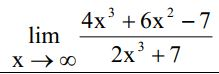 lim 4x³ + 6x² − 7
x → ∞ 2x³ + 7